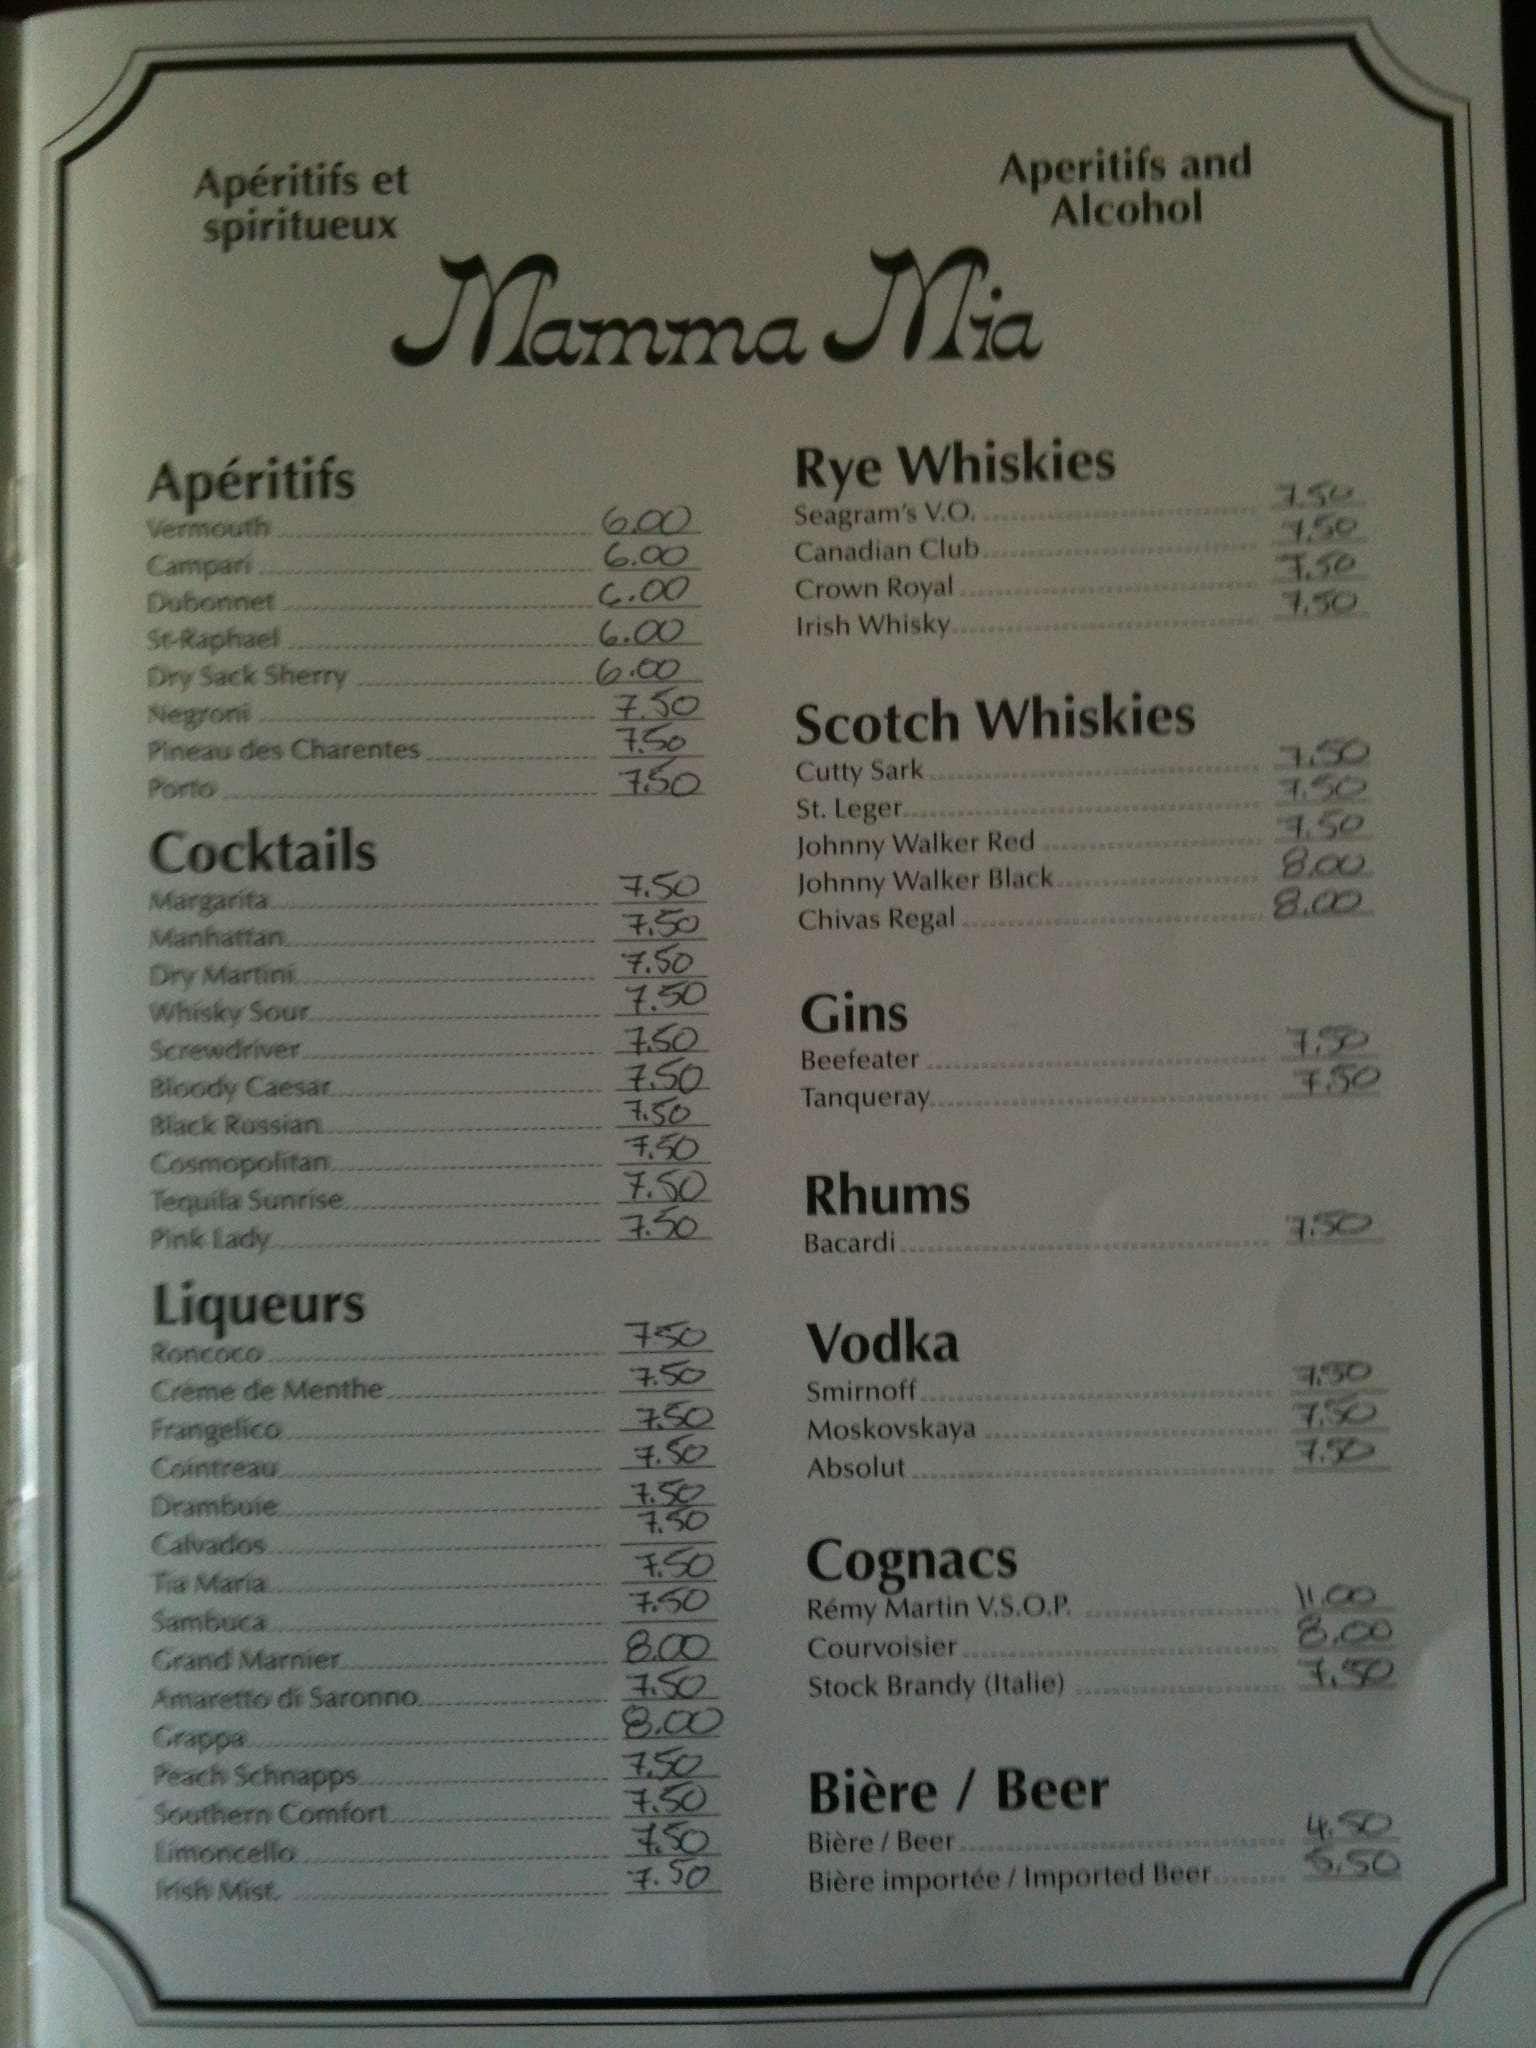 Apéritifs et
spiritueux
Aperitifs and
Alcohol
Mamma Mia
Apéritifs
Vermouth 6.00
Campari 6.00
Dubonnet 6.00
St-Raphael 6.00
Dry Sack Sherry 6.00
Negroni 7.50
Pineau des Charentes 7.50
Porto 7.50
Cocktails
Margarita 7.50
Manhattan 7.50
Dry Martini 7.50
Whisky Sour 7.50
Screwdriver 7.50
Bloody Caesar 7.50
Black Russian 7.50
Cosmopolitan 7.50
Tequila Sunrise 7.50
Pink Lady 7.50
Liqueurs
Roncoco 7.50
Crème de Menthe 7.50
Frangelico 7.50
Cointreau 7.50
Drambuie 7.50
Calvados 7.50
Tia Maria 7.50
Sambuca 7.50
Grand Marnier 8.00
Amaretto di Saronno 7.50
Grappa 8.00
Peach Schnapps 7.50
Southern Comfort 7.50
Limoncello 7.50
Irish Mist. 7.50
Rye Whiskies
Seagram's V.O. 7.50
Canadian Club 7.50
Crown Royal 7.50
Irish Whisky 7.50
Scotch Whiskies
Cutty Sark 7.50
St. Leger 7.50
Johnny Walker Red 7.50
Johnny Walker Black 8.00
Chivas Regal 8.00
Gins
Beefeater 7.50
Tanqueray 7.50
Rhums
Bacardi 7.50
Vodka
Smirnoff 7.50
Moskovskaya 7.50
Absolut 7.50
Cognacs
Rémy Martin V.S.O.P. 11.00
Courvoisier 8.00
Stock Brandy (Italie) 7.50
Bière / Beer
Bière / Beer 4.50
Bière importée / Imported Beer 5.50